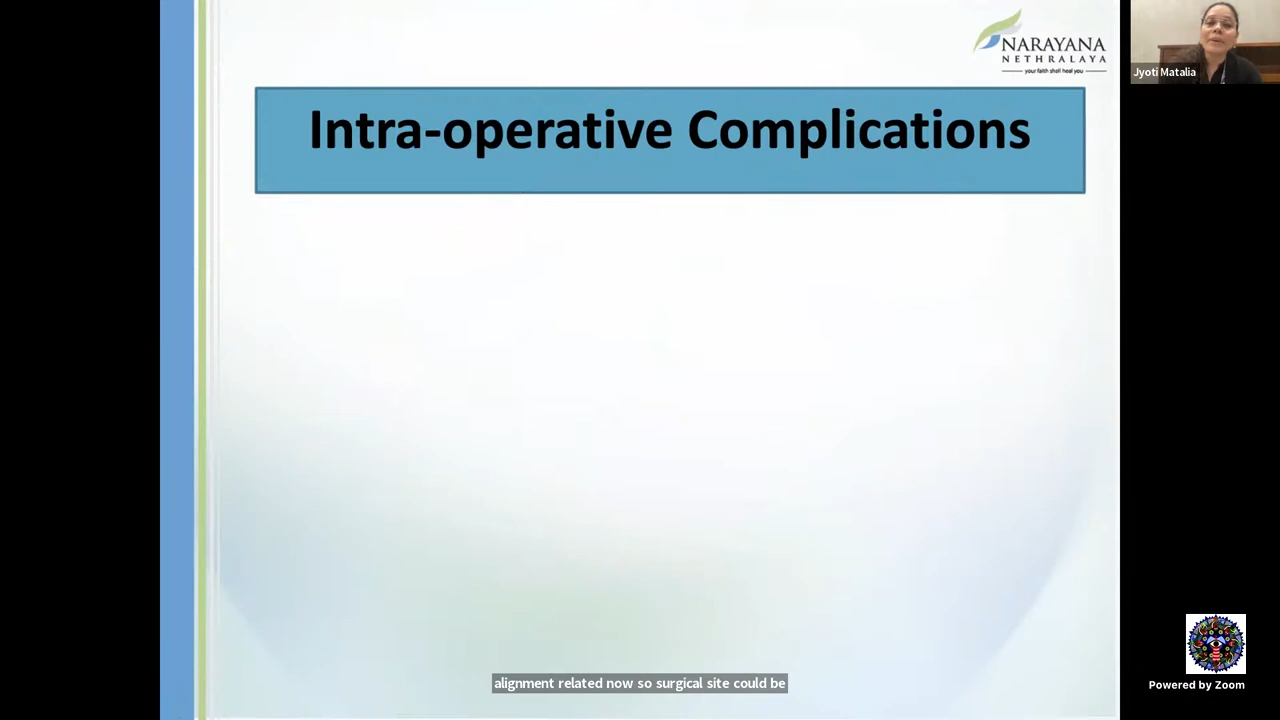 NARAYANA
NETHRALAYA
your faith shall heal you
Jyoti Matalia
Intra-operative Complications
alignment related now so surgical site could be
Powered by Zoom